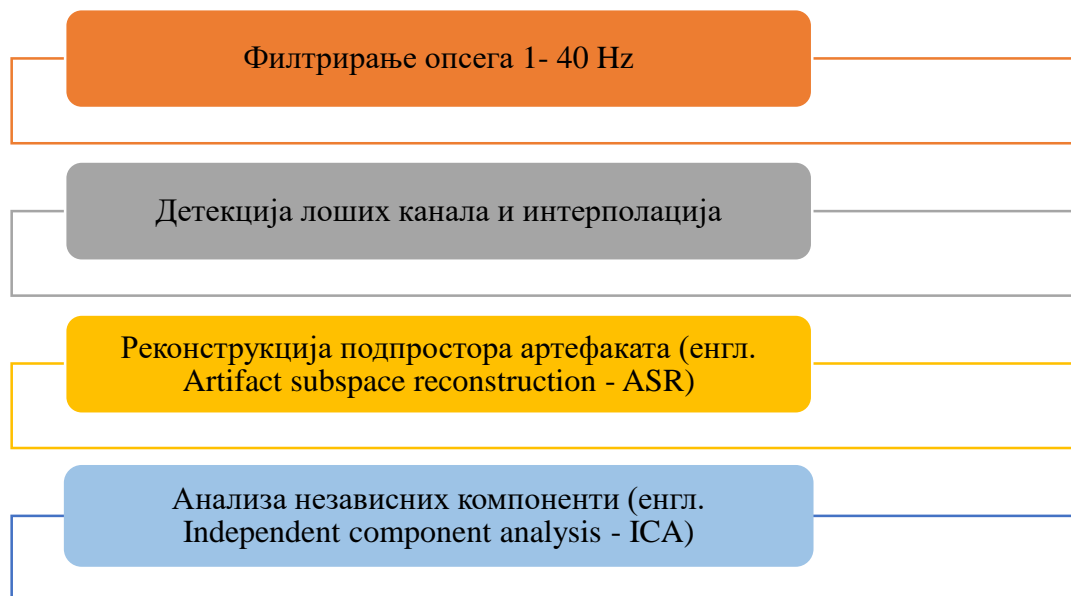 Филтрирање опсега 1- 40 Hz
Детекција лоших канала и интерполација
Реконструкција подпростора артефаката (енгл.
Artifact subspace reconstruction - ASR)
Анализа независних компоненти (енгл.
Independent component analysis - ICA)